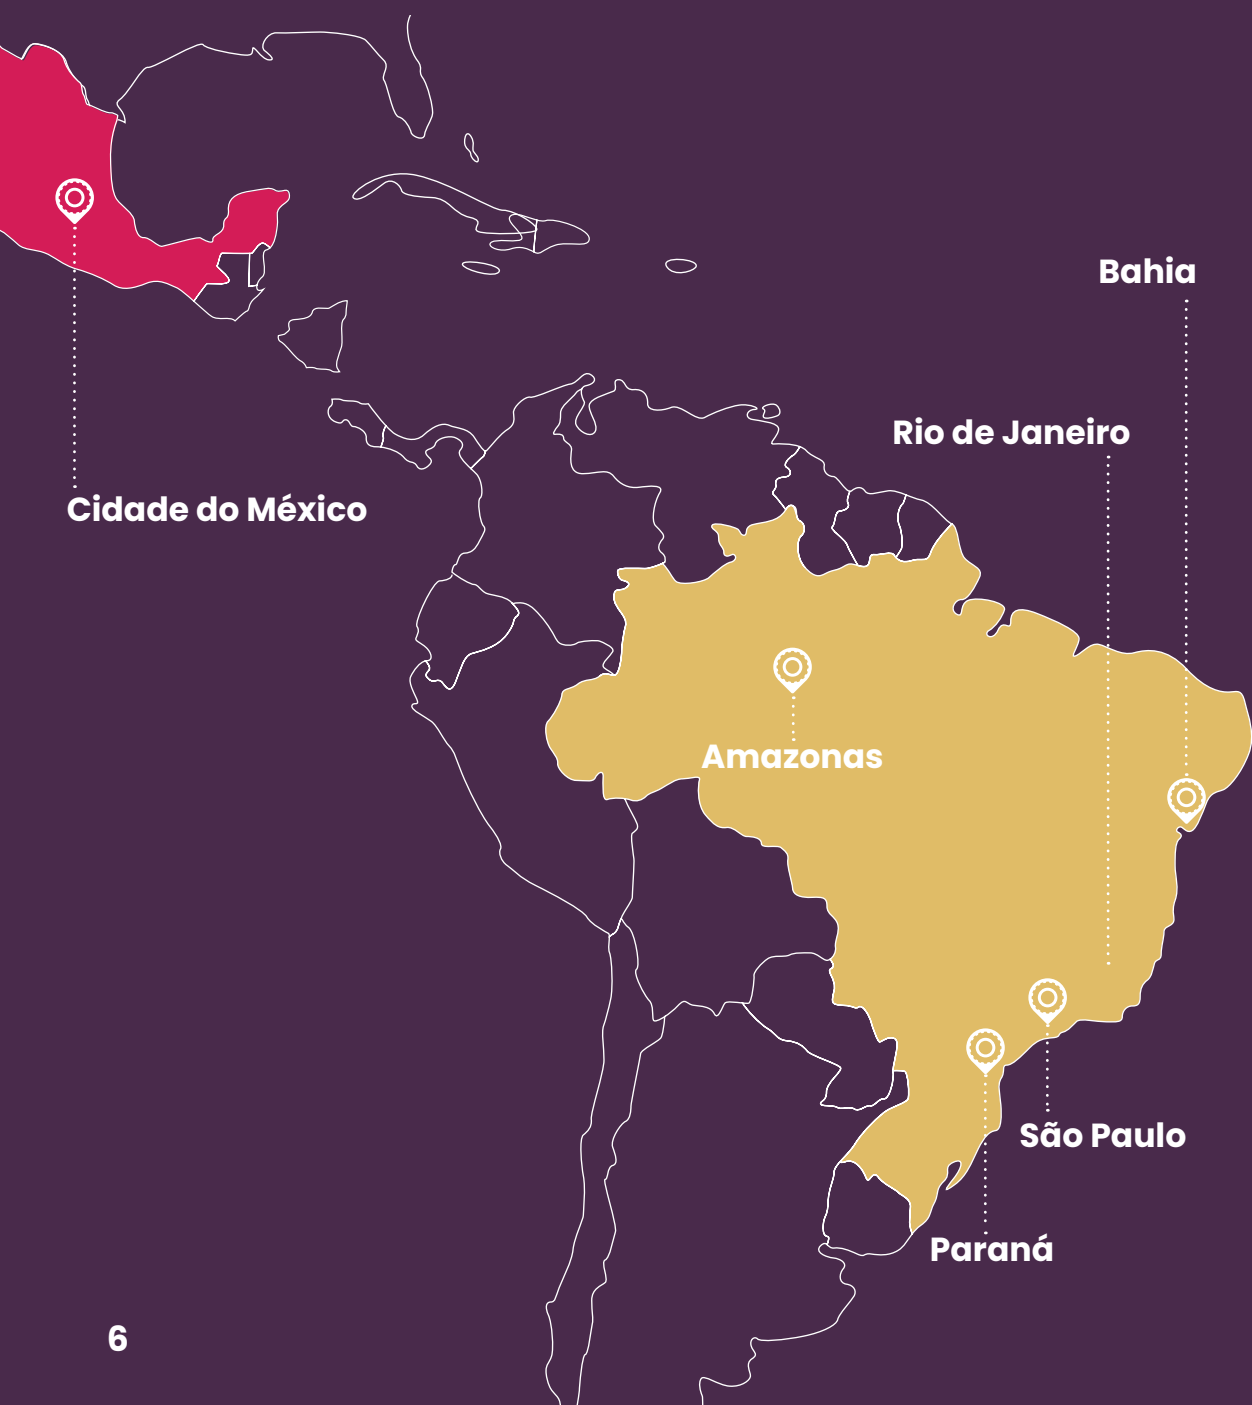 Bahia
Rio de Janeiro
Cidade do México
Amazonas
São Paulo
Paraná
6